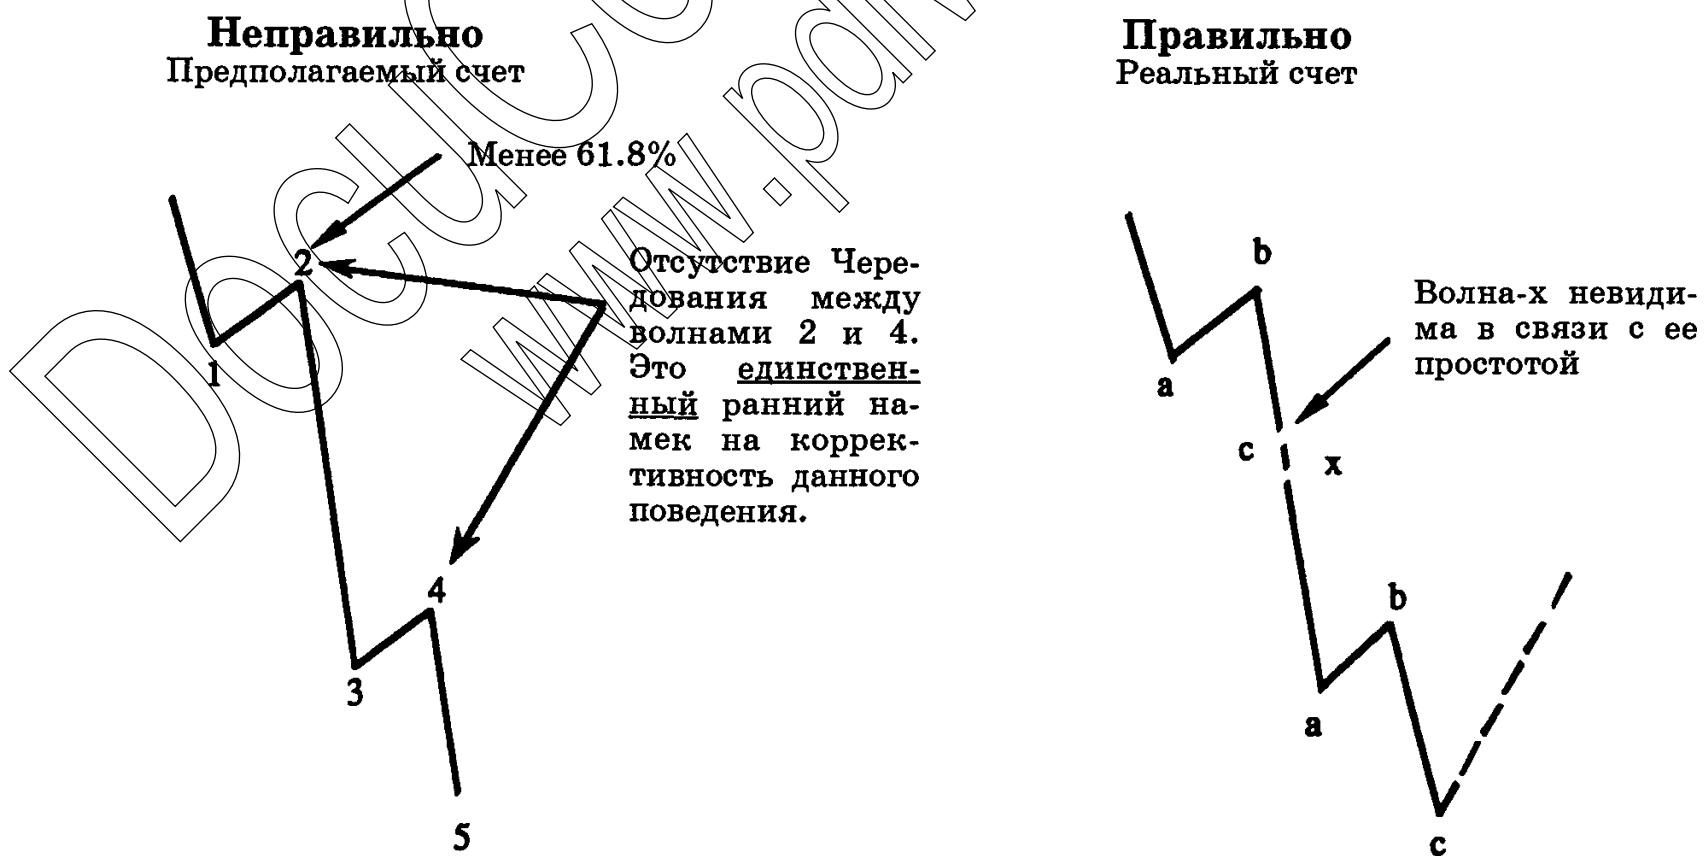 Неправильно
Предполагаемый счет
Менее 61.8%
2
1
Отсутствие Чере-
дования между
волнами 2 и 4.
Это единствен-
ный ранний на-
мек на коррек-
тивность данного
поведения.
4
3
5
Правильно
Реальный счет
b
a
Волна-x невиди-
ма в связи с ее
простотой
c x
b
a
c